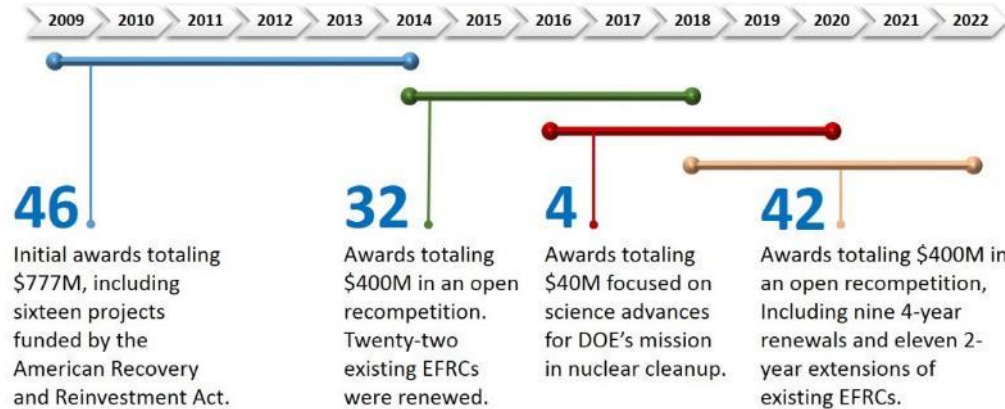 2009 2010 2011 2012 2013 2014 2015 2016 2017 2018 2019 2020 2021 2022
46
Initial awards totaling
$777M, including
sixteen projects
funded by the
American Recovery
and Reinvestment Act.
32
Awards totaling
$400M in an open
recompetition.
Twenty-two
existing EFRCs
were renewed.
4
Awards totaling
$40M focused on
science advances
for DOE's mission
in nuclear cleanup.
42
Awards totaling $400M in
an open recompetition,
Including nine 4-year
renewals and eleven 2-
year extensions of
existing EFRCs.